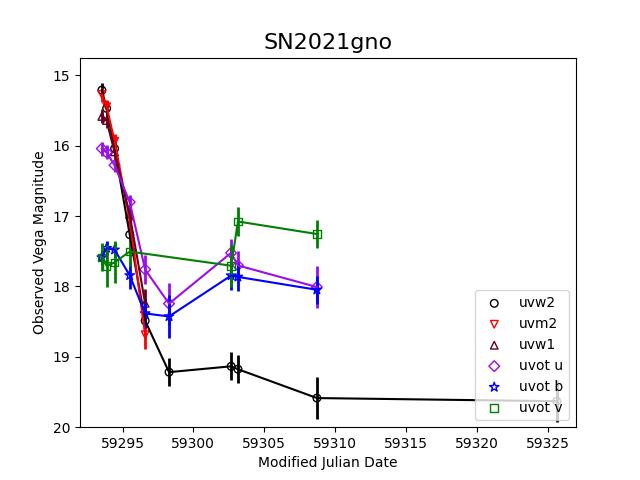 SN2021gno
Observed Vega Magnitude
15
16
17
18
19
20
59295 59300 59305 59310 59315 59320 59325
Modified Julian Date
uvw2
uvm2
uvw1
uvot u
uvot b
uvot v